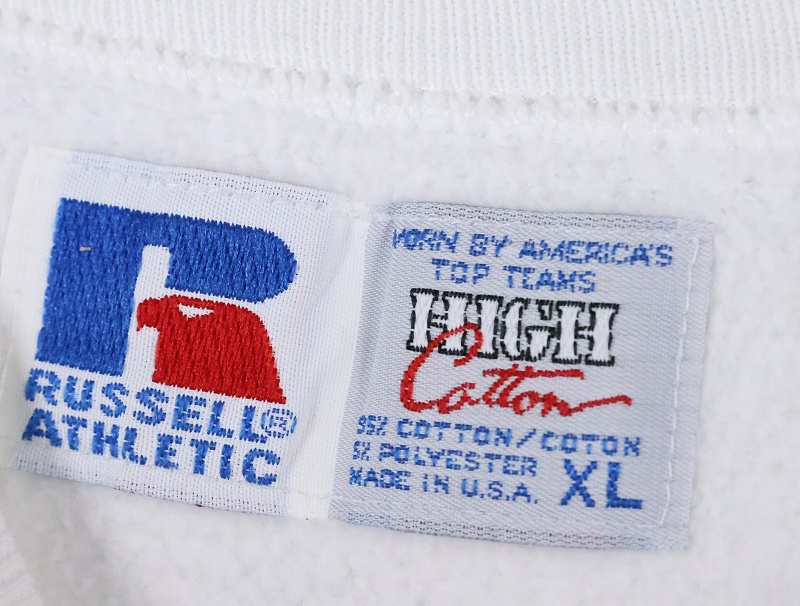 RUSSELL®
ATHLETIC
WORN BY AMERICA'S
TOP TEAMS
HIGH
Cotton
95% COTTON/COTON
5% POLYESTER
MADE IN U.S.A. XL